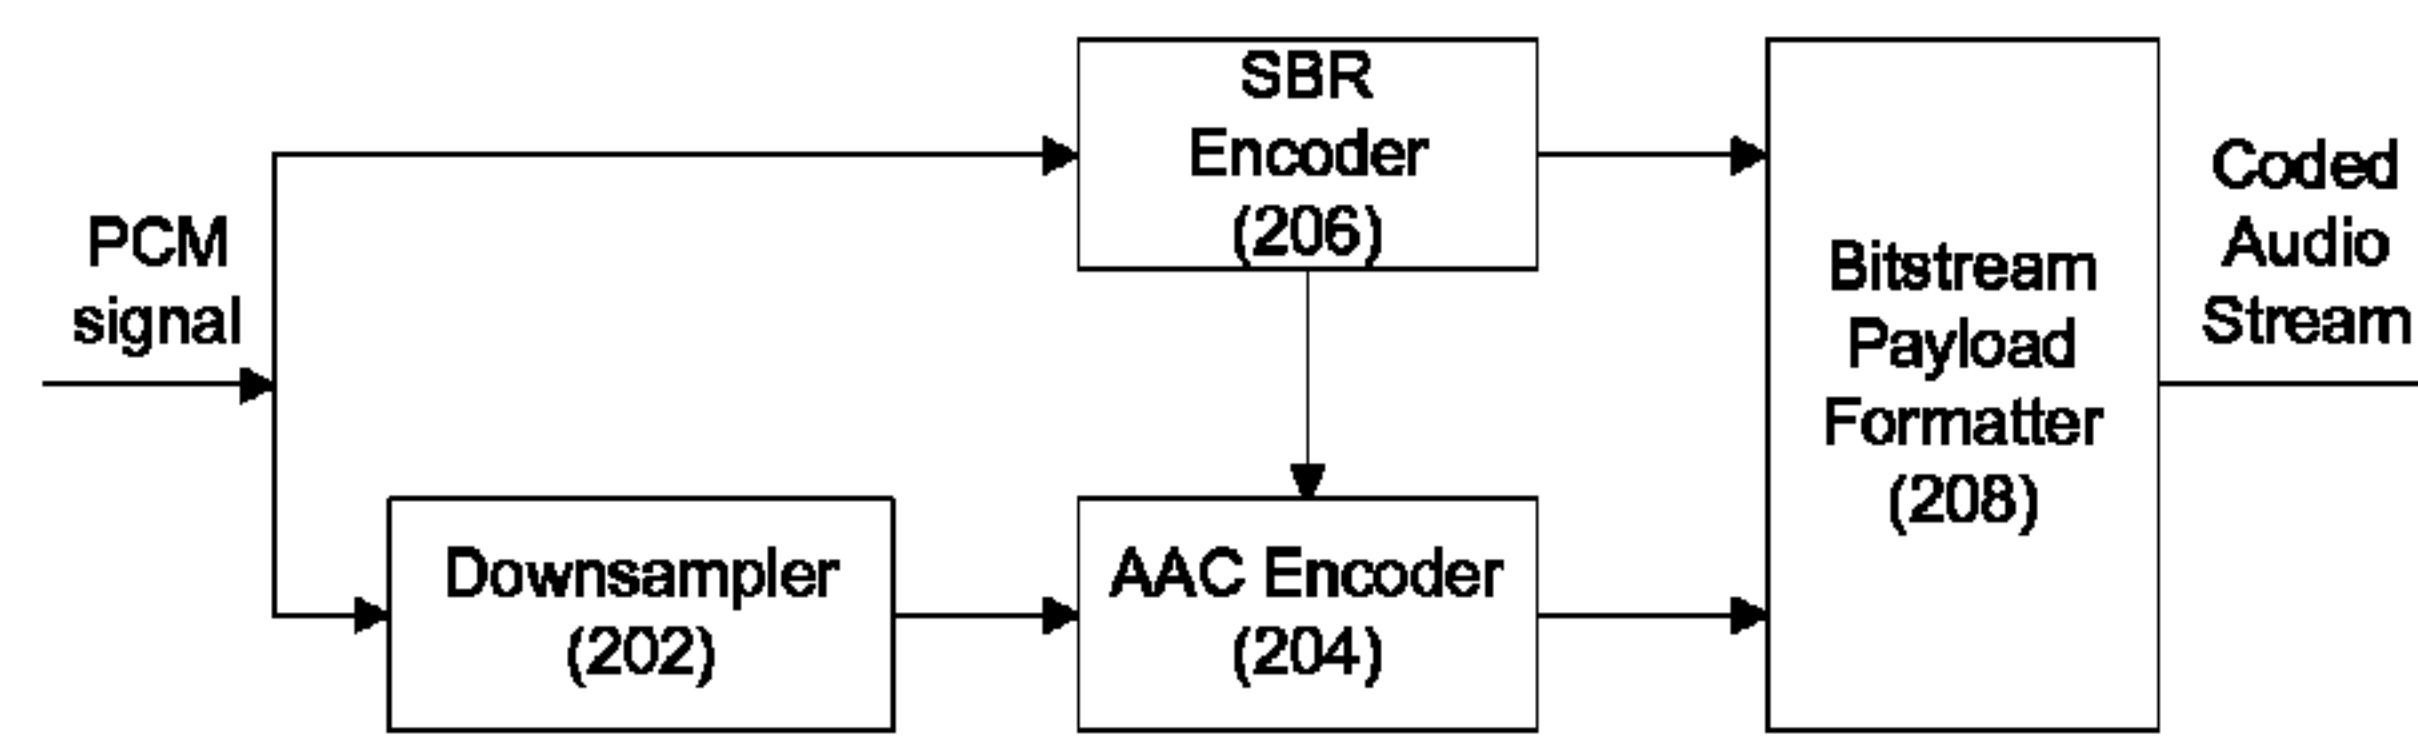 PCM
signal
SBR
Encoder
(206)
Downsampler
(202)
AAC Encoder
(204)
Bitstream
Payload
Formatter
(208)
Coded
Audio
Stream